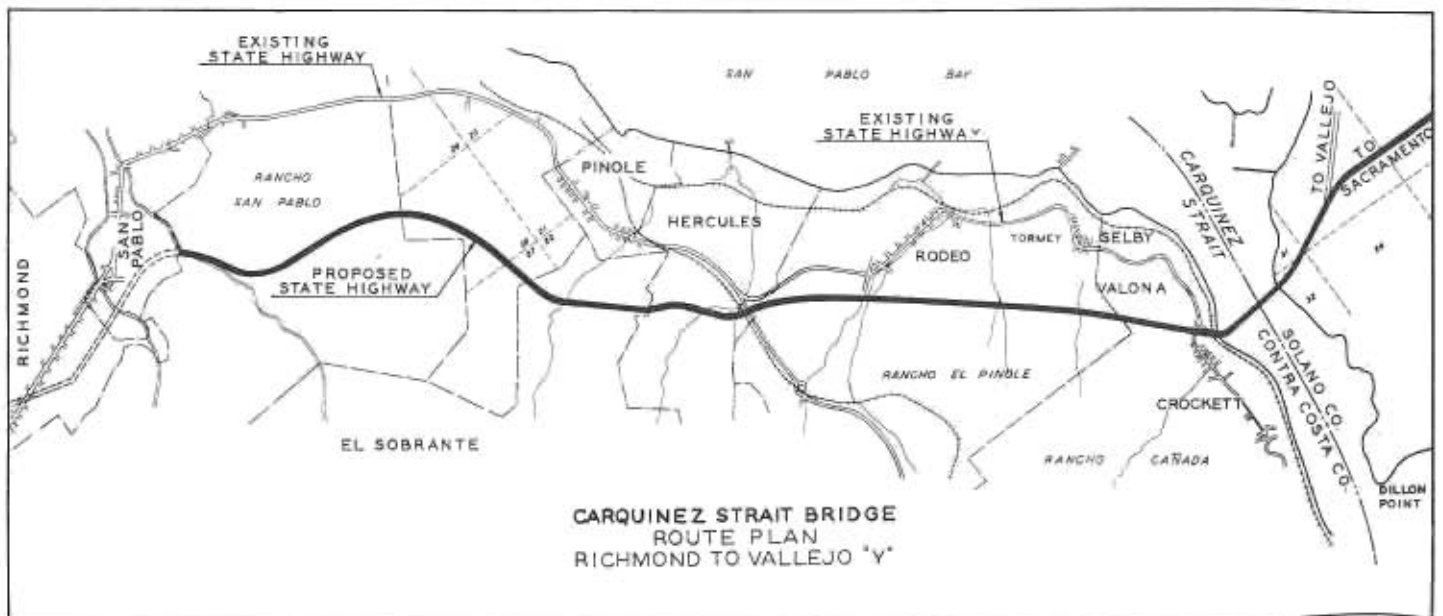 EXISTING
STATE HIGHWAY
SAN PABLO BAY
EXISTING
STATE HIGHWAY
TO VALLEJO
TO
SACRAMENTO
CARQUINEZ
STRAIT
PINOLE
RANCHO
SAN PABLO
HERCULES
SAN
PABLO
TORMEY
SELBY
RODEO
PROPOSED
STATE HIGHWAY
VALONA
RICHMOND
SOLANO CO.
CONTRA COSTA CO.
RANCHO EL PINOLE
CROCKETT
EL SOBRANTE
RANCHO CAÑADA
DILLON
POINT
CARQUINEZ STRAIT BRIDGE
ROUTE PLAN
RICHMOND TO VALLEJO "Y"